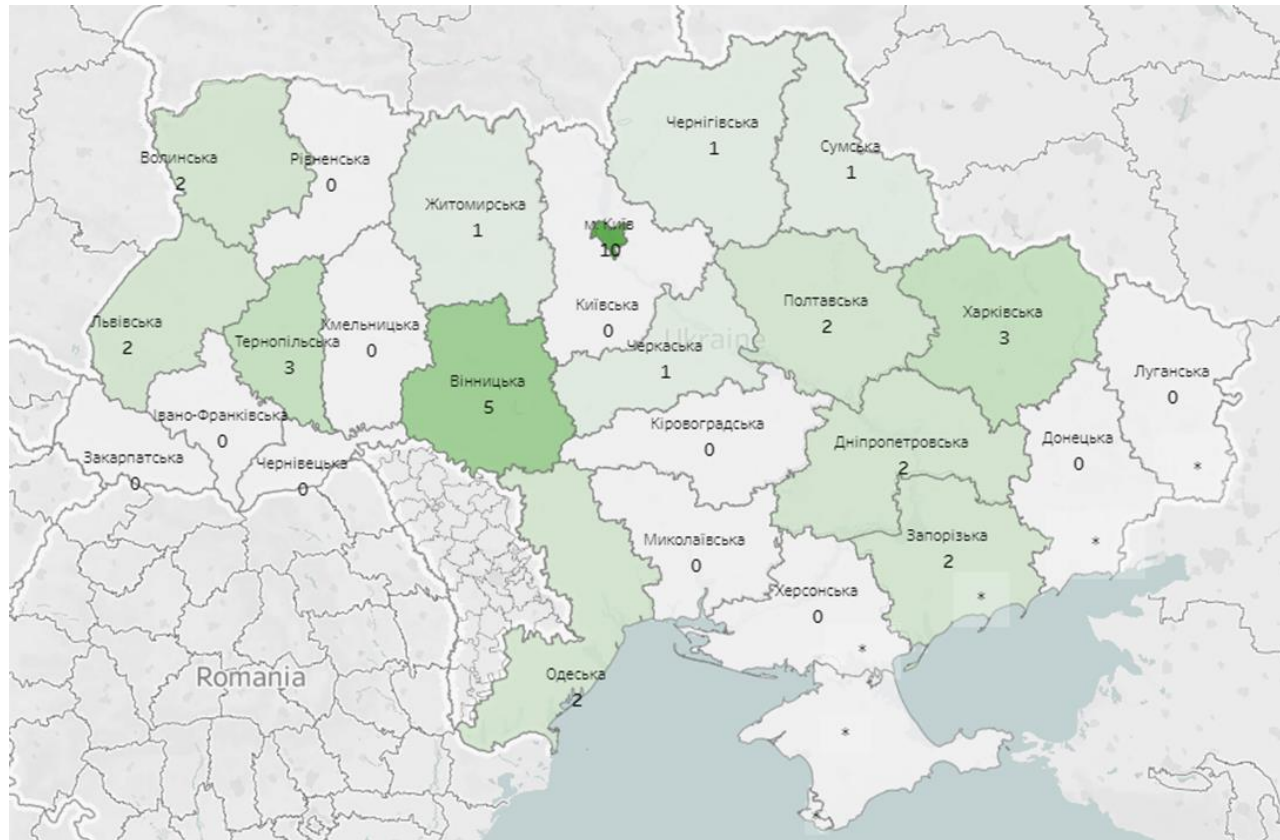 Чернігівська
1
Сумська
1
Волинська
2
Рівненська
0
Житомирська
1
м. Київ
10
Київська
0
Полтавська
2
Харківська
3
Львівська
2
Тернопільська
3
Хмельницька
0
Ukraine
Черкаська
1
Вінницька
5
Луганська
0
*
Івано-Франківська
0
Кіровоградська
0
Дніпропетровська
2
Донецька
0
*
Закарпатська
0
Чернівецька
0
Миколаївська
0
Запорізька
2
*
Херсонська
0
*
Romania
Одеська
2
*